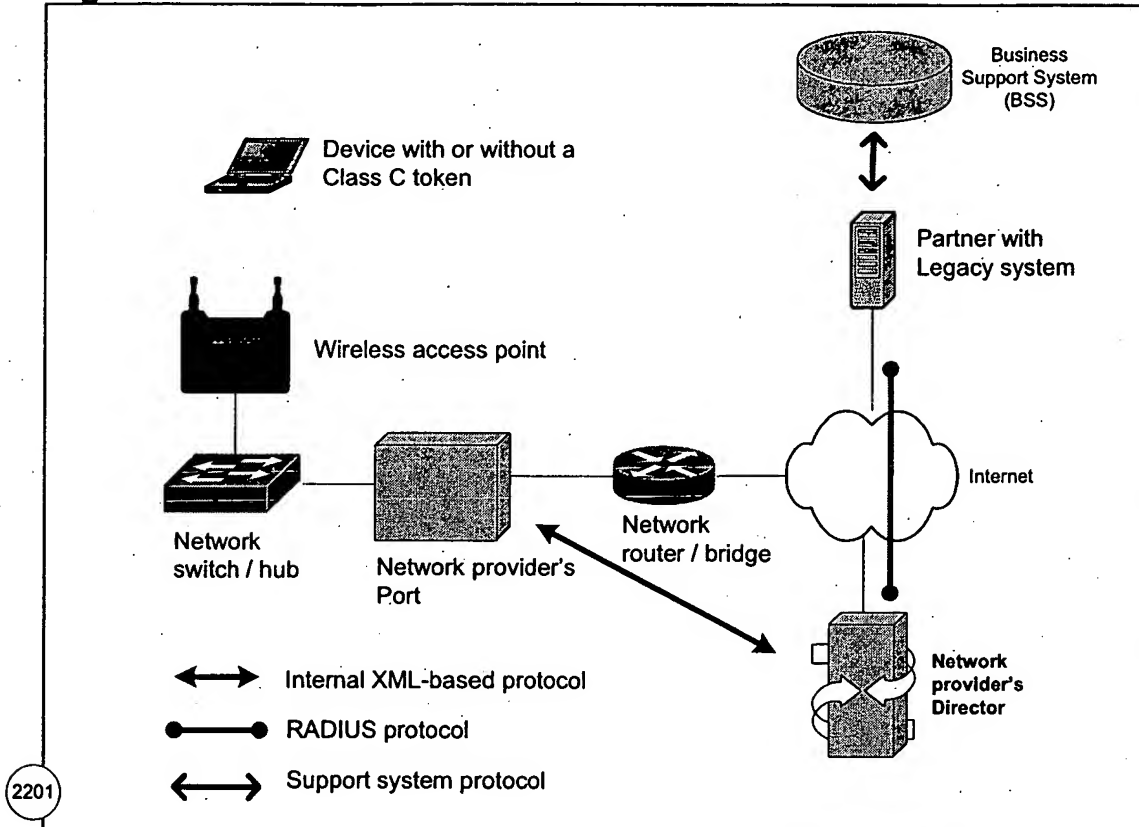 Business
Support System
(BSS)
Device with or without a
Class C token
Partner with
Legacy system
Wireless access point
Internet
Network
switch / hub
Network provider's
Port
Network
router / bridge
Network
provider's
Director
Internal XML-based protocol
RADIUS protocol
Support system protocol
2201